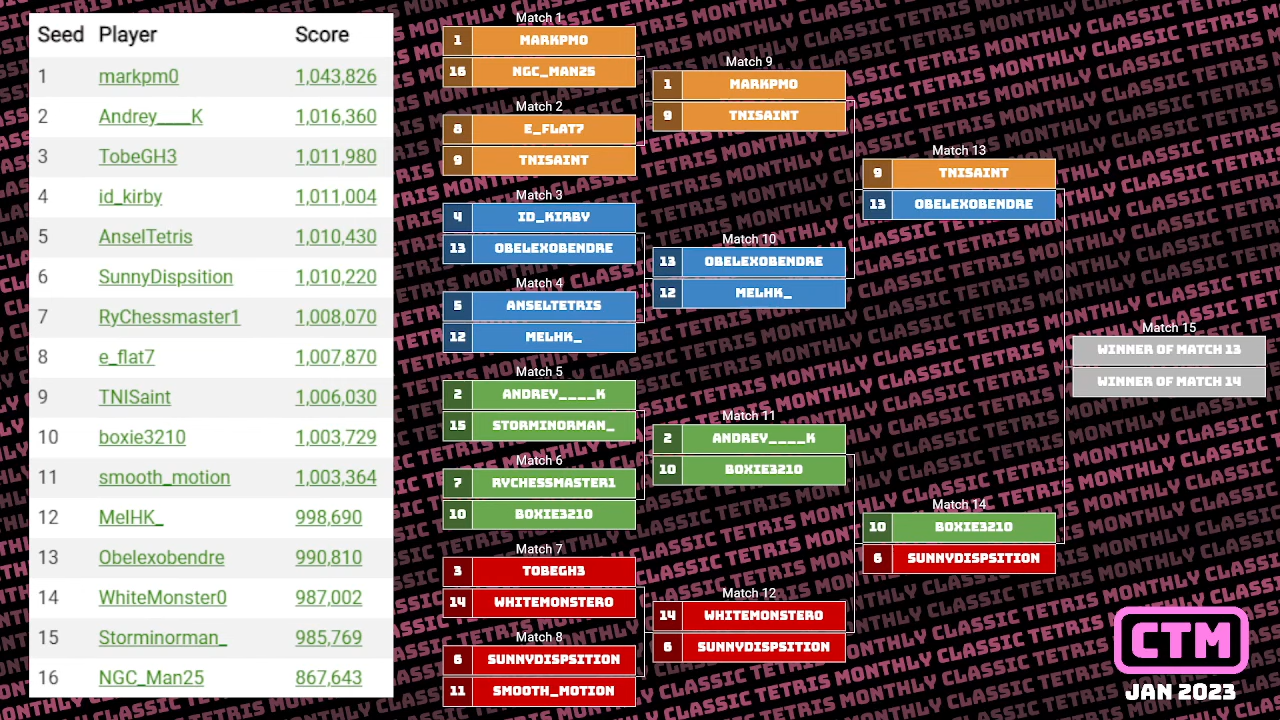 Seed Player Score
1 markpm0 1,043,826
2 Andrey____K 1,016,360
3 TobeGH3 1,011,980
4 id_kirby 1,011,004
5 AnselTetris 1,010,430
6 SunnyDispsition 1,010,220
7 RyChessmaster1 1,008,070
8 e_flat7 1,007,870
9 TNISaint 1,006,030
10 boxie3210 1,003,729
11 smooth_motion 1,003,364
12 MelHK_ 998,690
13 Obelexobendre 990,810
14 WhiteMonster0 987,002
15 Storminorman_ 985,769
16 NGC_Man25 867,643
Match 1
1 MARKPM0
16 NGC_MAN25
Match 2
8 E_FLAT7
9 TNISAINT
Match 3
4 ID_KIRBY
13 OBELEXOBENDRE
Match 4
5 ANSELTETRIS
12 MELHK_
Match 5
2 ANDREY____K
15 STORMINORMAN_
Match 6
7 RYCHESSMASTER1
10 BOXIE3210
Match 7
3 TOBEGH3
14 WHITEMONSTER0
Match 8
6 SUNNYDISPSITION
11 SMOOTH_MOTION
Match 9
1 MARKPM0
9 TNISAINT
Match 10
13 OBELEXOBENDRE
12 MELHK_
Match 11
2 ANDREY____K
10 BOXIE3210
Match 12
14 WHITEMONSTER0
6 SUNNYDISPSITION
Match 13
9 TNISAINT
13 OBELEXOBENDRE
Match 14
10 BOXIE3210
6 SUNNYDISPSITION
Match 15
WINNER OF MATCH 13
WINNER OF MATCH 14
CTM
JAN 2023
CLASSIC TETRIS MONTHLY